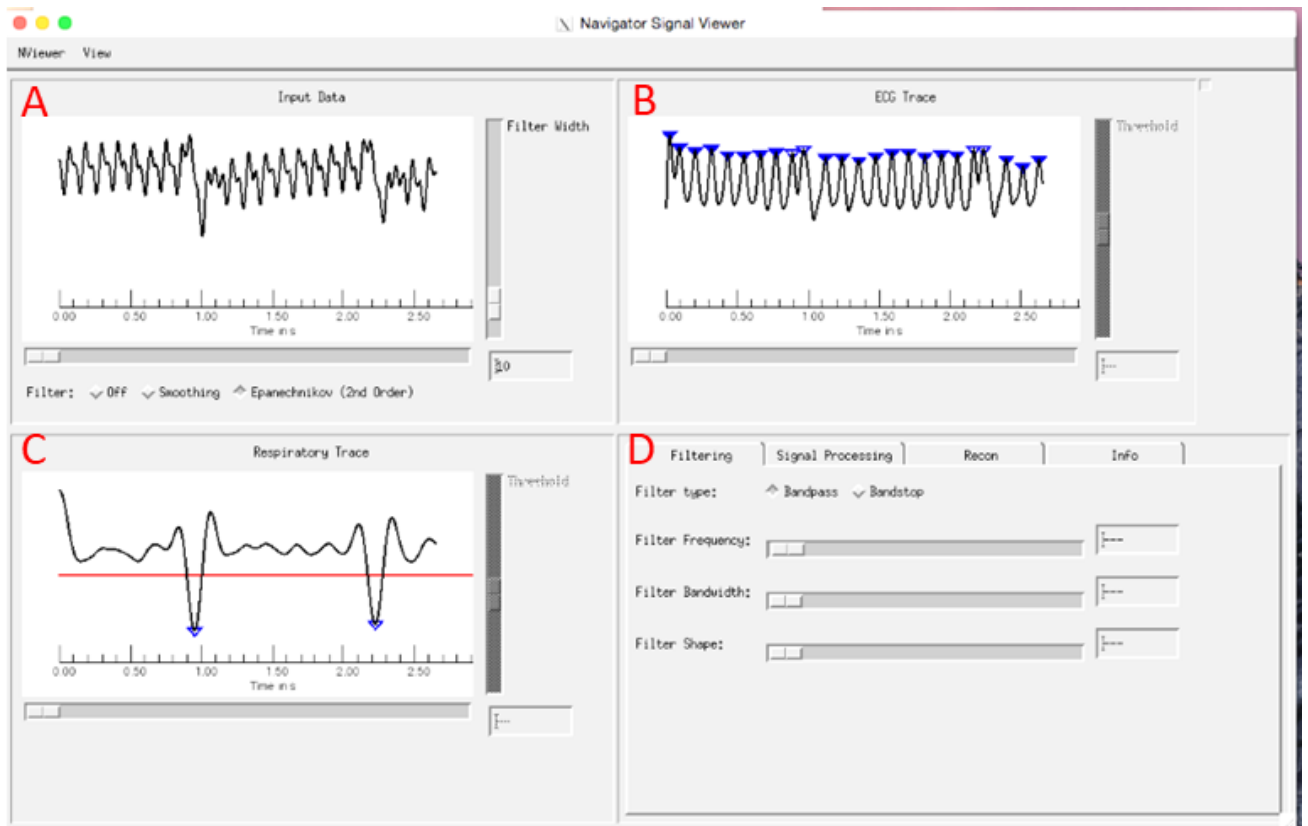 Navigator Signal Viewer
NViewer View
A
Input Data
Filter Width
0.00 0.50 1.00 1.50 2.00 2.50
Time in s
10
Filter: Off Smoothing Epanechnikov (2nd Order)
B
ECG Trace
Threshold
0.00 0.50 1.00 1.50 2.00 2.50
Time in s
---
C
Respiratory Trace
Threshold
0.00 0.50 1.00 1.50 2.00 2.50
Time in s
---
D
Filtering Signal Processing Recon Info
Filter type: Bandpass Bandstop
Filter Frequency: ---
Filter Bandwidth: ---
Filter Shape: ---